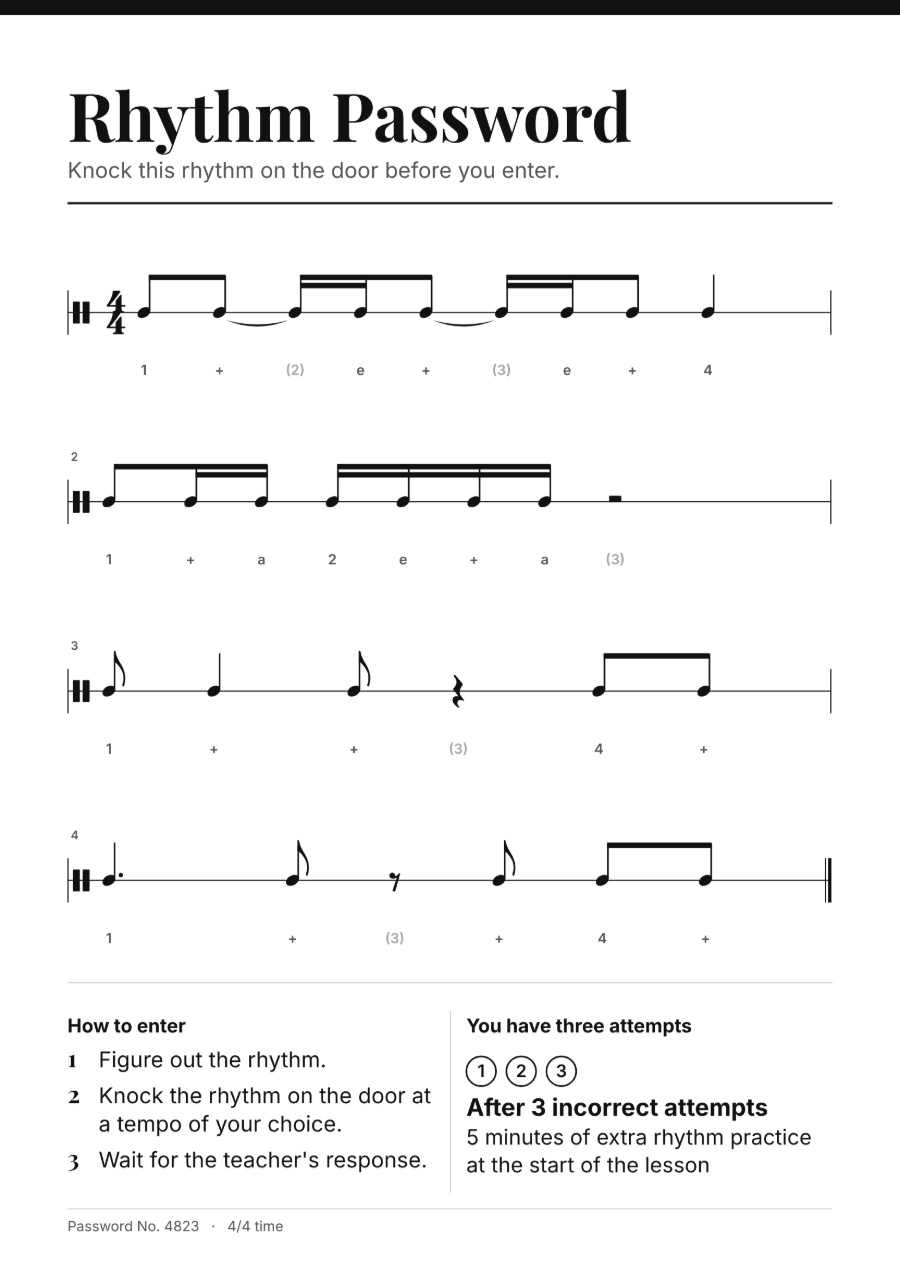 Rhythm Password
Knock this rhythm on the door before you enter.
4
4
1 + (2) e + (3) e + 4
2
1 + a 2 e + a (3)
3
1 + + (3) 4 +
4
1 + (3) + 4 +
How to enter
1 Figure out the rhythm.
2 Knock the rhythm on the door at
a tempo of your choice.
3 Wait for the teacher's response.
You have three attempts
1 2 3
After 3 incorrect attempts
5 minutes of extra rhythm practice
at the start of the lesson
Password No. 4823 · 4/4 time